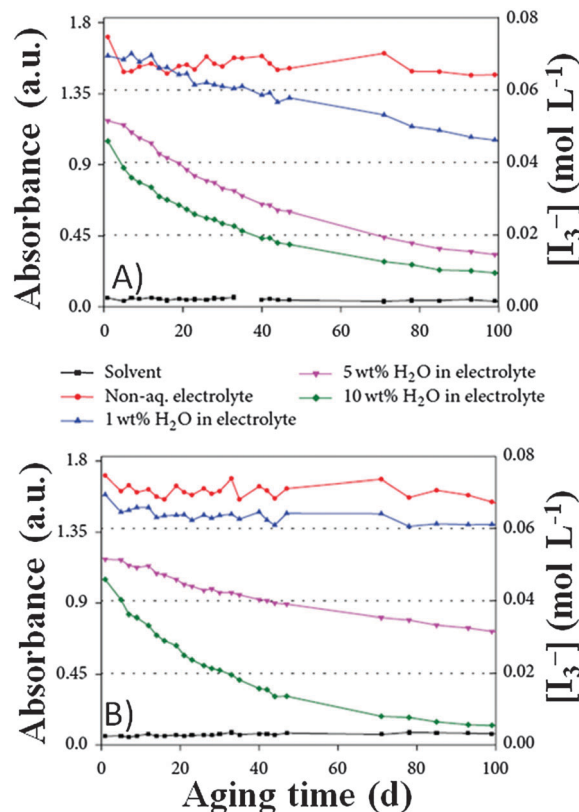 1.8
1.35
0.9
0.45
0.0
Absorbance (a.u.)
0.08
0.06
0.04
0.02
0.00
[I₃⁻] (mol L⁻¹)
A)
0 20 40 60 80 100
Solvent
Non-aq. electrolyte
1 wt% H₂O in electrolyte
5 wt% H₂O in electrolyte
10 wt% H₂O in electrolyte
1.8
1.35
0.9
0.45
0.0
Absorbance (a.u.)
0.08
0.06
0.04
0.02
0.00
[I₃⁻] (mol L⁻¹)
B)
0 20 40 60 80 100
Aging time (d)